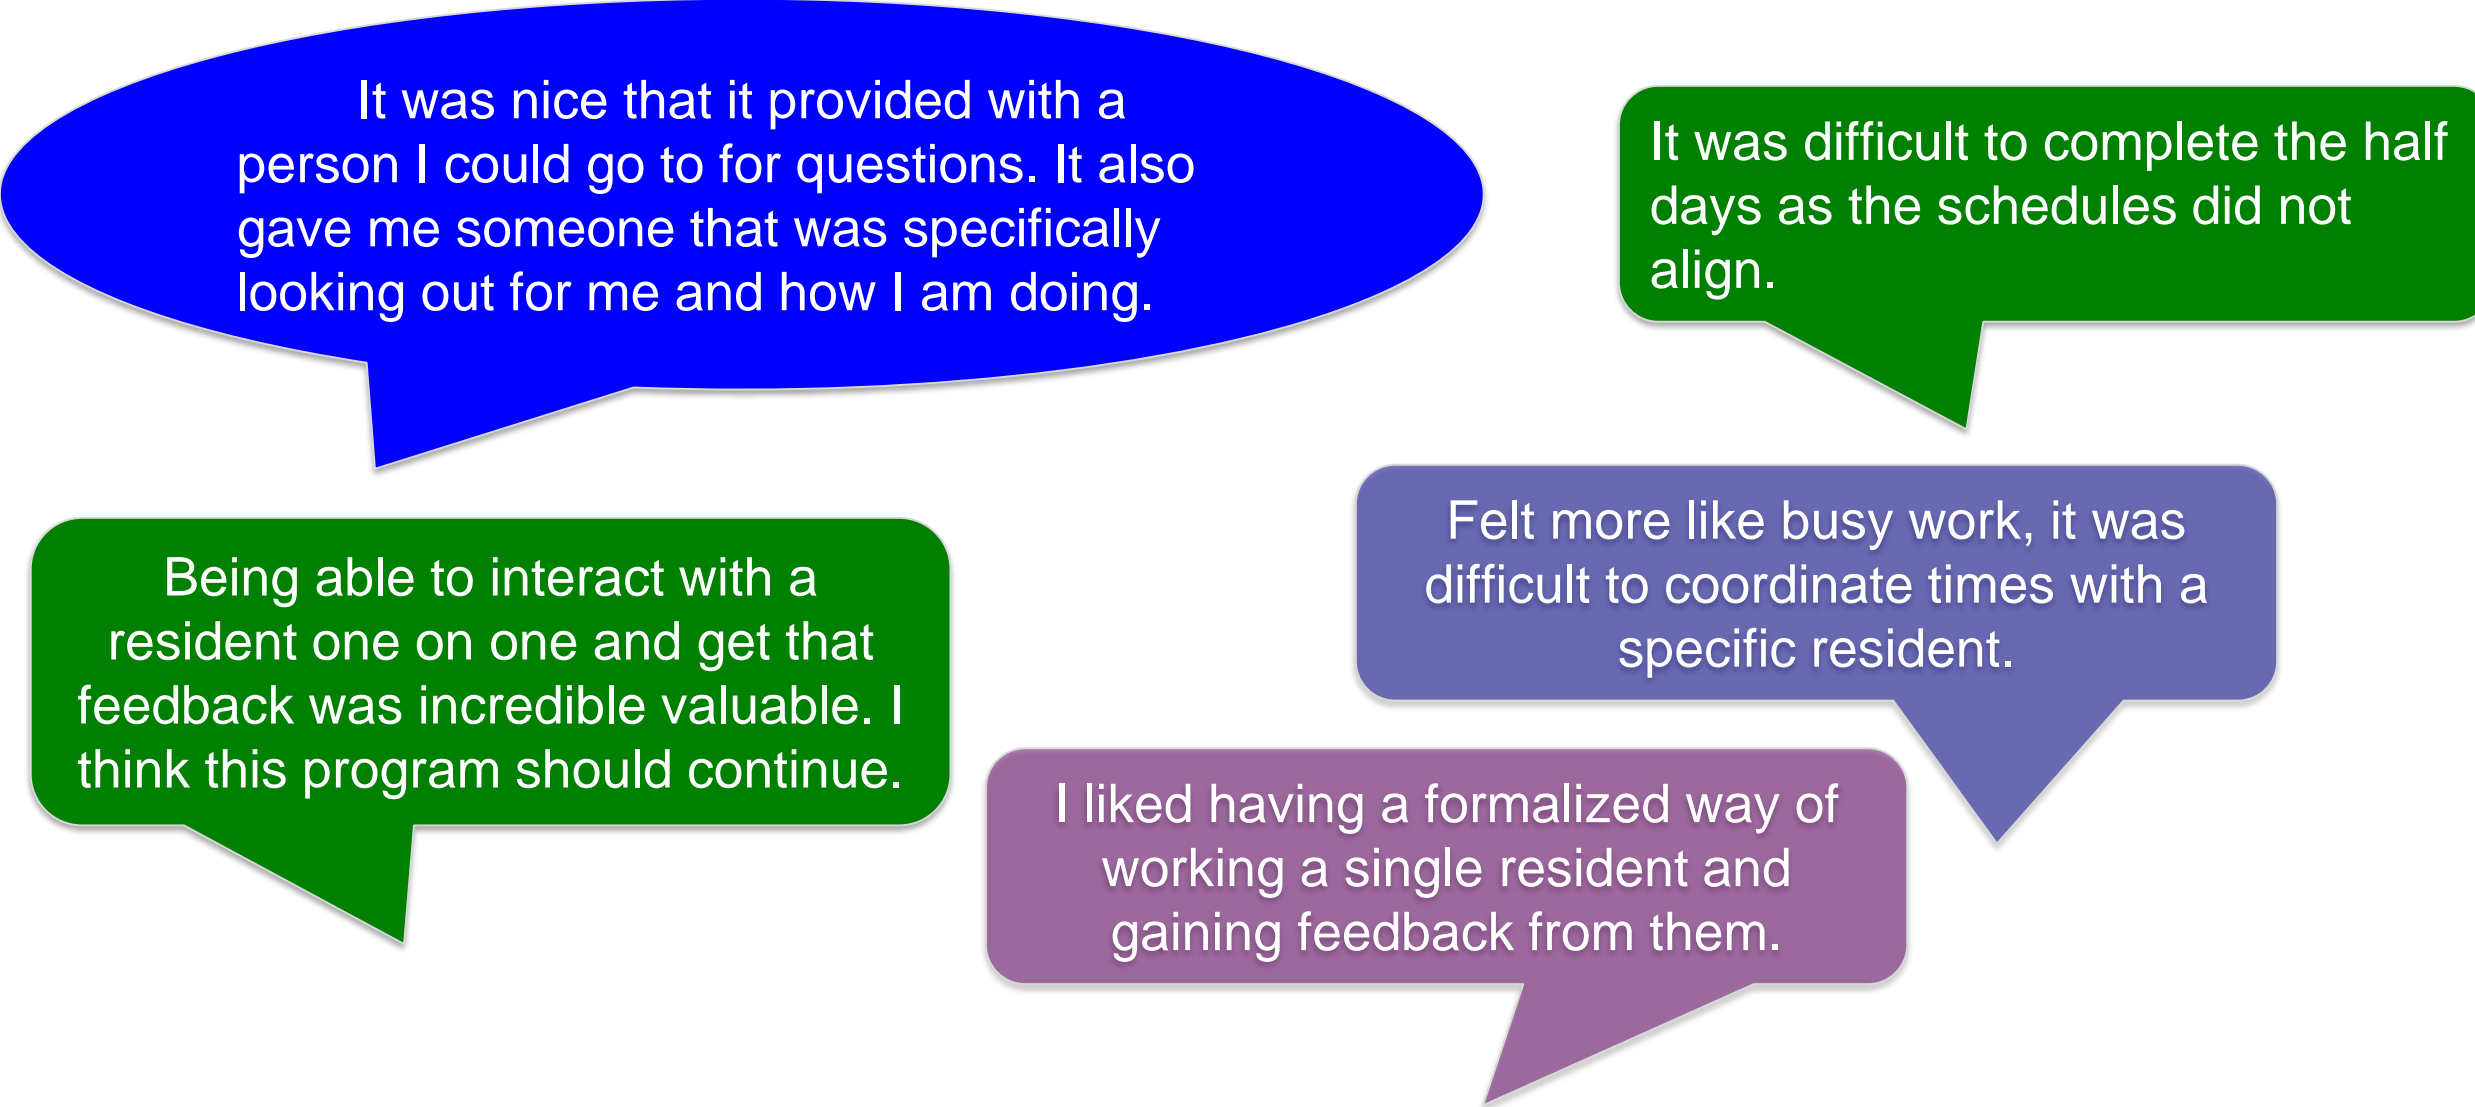 It was nice that it provided with a
person I could go to for questions. It also
gave me someone that was specifically
looking out for me and how I am doing.
It was difficult to complete the half
days as the schedules did not
align.
Felt more like busy work, it was
difficult to coordinate times with a
specific resident.
Being able to interact with a
resident one on one and get that
feedback was incredible valuable. I
think this program should continue.
I liked having a formalized way of
working a single resident and
gaining feedback from them.